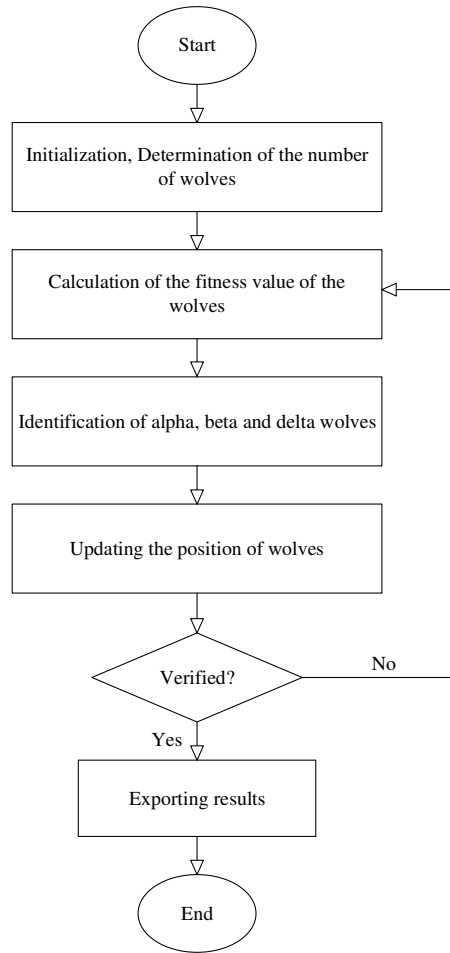 Start
Initialization, Determination of the number
of wolves
Calculation of the fitness value of the
wolves
Identification of alpha, beta and delta wolves
Updating the position of wolves
Verified?
No
Yes
Exporting results
End